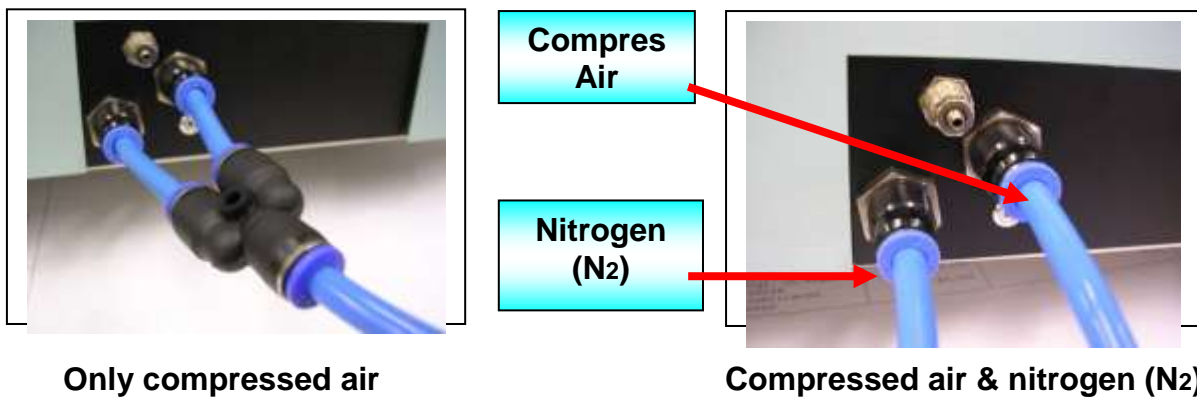 Compres
Air
Nitrogen
(N2)
Only compressed air
Compressed air & nitrogen (N2)